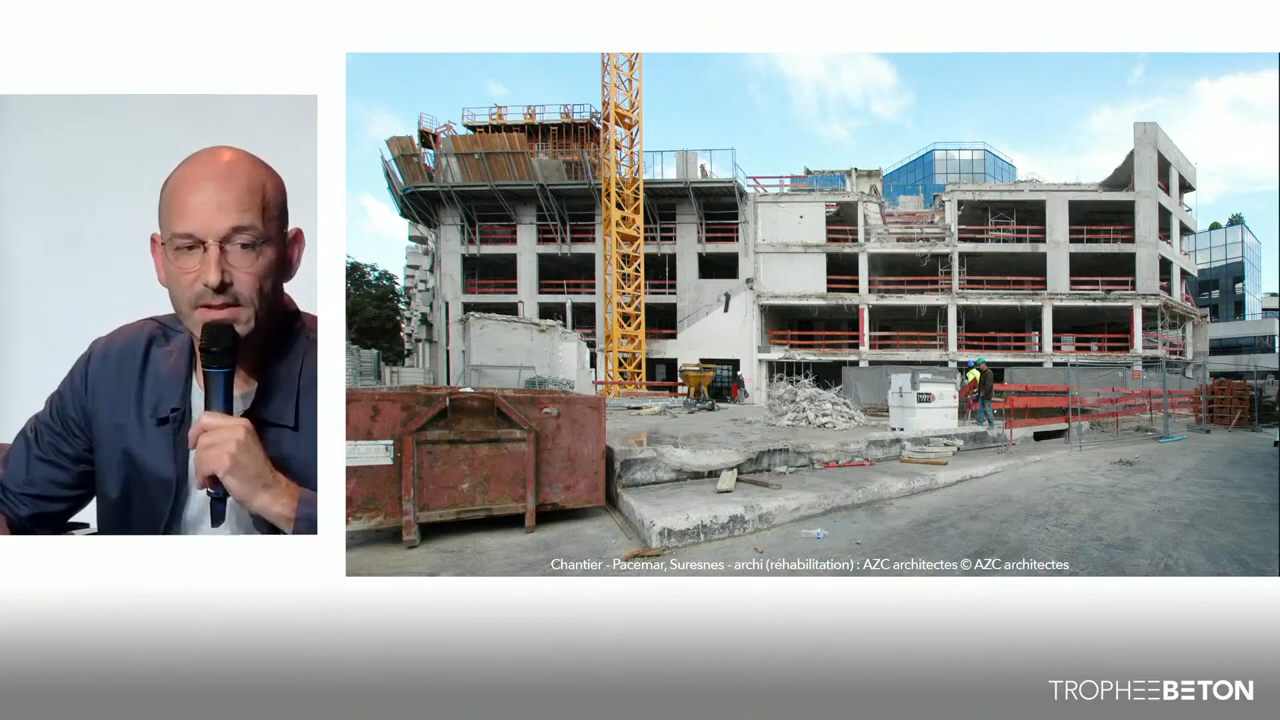 Chantier - Pacemar, Suresnes - archi (réhabilitation) : AZC architectes © AZC architectes
TROPHEEBETON